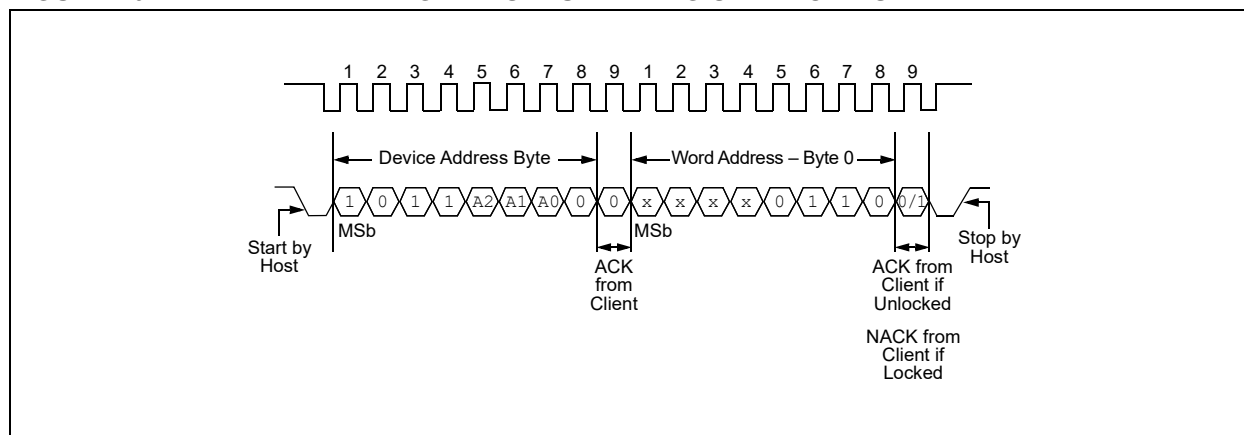 1 2 3 4 5 6 7 8 9 1 2 3 4 5 6 7 8 9
Device Address Byte
Word Address – Byte 0
1 0 1 1 A2 A1 A0 0 0 x x x x 0 1 1 0 0/1
MSb
MSb
Start by
Host
ACK
from
Client
ACK from
Client if
Unlocked
NACK from
Client if
Locked
Stop by
Host